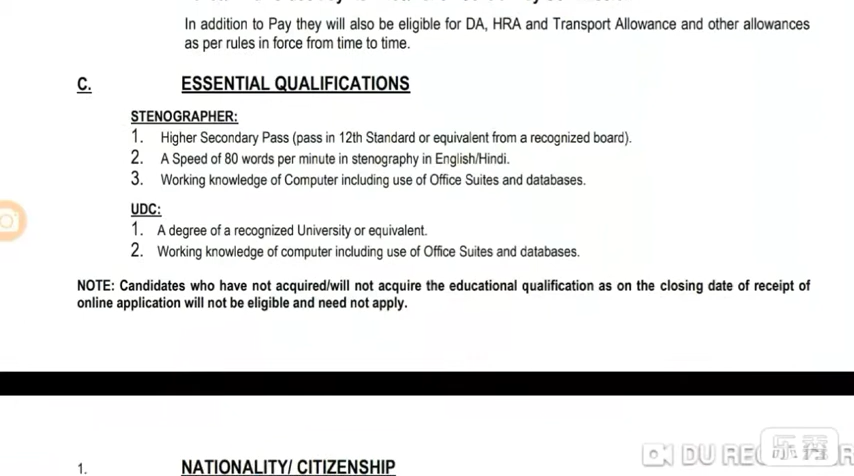 In addition to Pay they will also be eligible for DA, HRA and Transport Allowance and other allowances
as per rules in force from time to time.
C. ESSENTIAL QUALIFICATIONS
STENOGRAPHER:
1. Higher Secondary Pass (pass in 12th Standard or equivalent from a recognized board).
2. A Speed of 80 words per minute in stenography in English/Hindi.
3. Working knowledge of Computer including use of Office Suites and databases.
UDC:
1. A degree of a recognized University or equivalent.
2. Working knowledge of computer including use of Office Suites and databases.
NOTE: Candidates who have not acquired/will not acquire the educational qualification as on the closing date of receipt of
online application will not be eligible and need not apply.
1. NATIONALITY/ CITIZENSHIP
DU REC